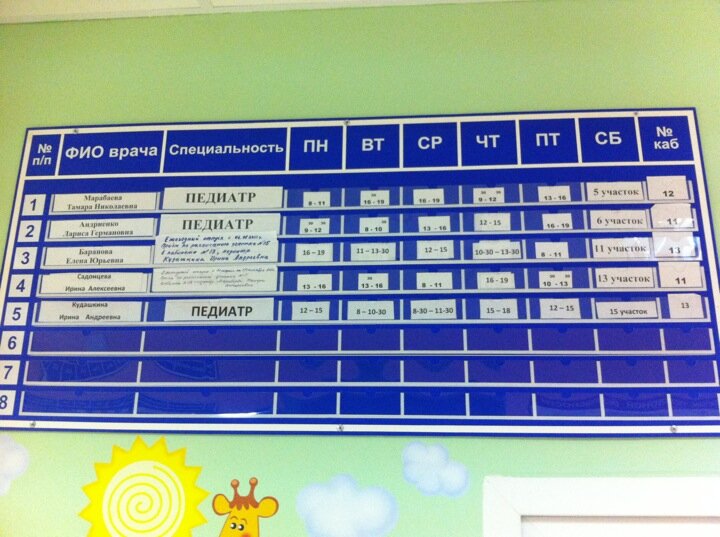 № п/п ФИО врача Специальность ПН ВТ СР ЧТ ПТ СБ № каб
1 Марабаева Тамара Николаевна ПЕДИАТР 8 - 11 16 - 19 16 - 19 9 - 12 13 - 16 5 участок 12
2 Андриенко Лариса Германовна ПЕДИАТР 9 - 12 8 - 11 13 - 16 12 - 15 16 - 19 6 участок 11
3 Баранова Елена Юрьевна 16 – 19 11 – 13-30 12 – 15 10-30 – 13-30 8 - 11 11 участок 13
4 Садонцева Ирина Алексеевна 13 - 16 13 - 16 8 - 11 16 - 19 10 - 13 13 участок 11
5 Кудашкина Ирина Андреевна ПЕДИАТР 12 – 15 8 – 10-30 8-30 – 11-30 15 – 18 12 – 15 15 участок 13
6
7
8